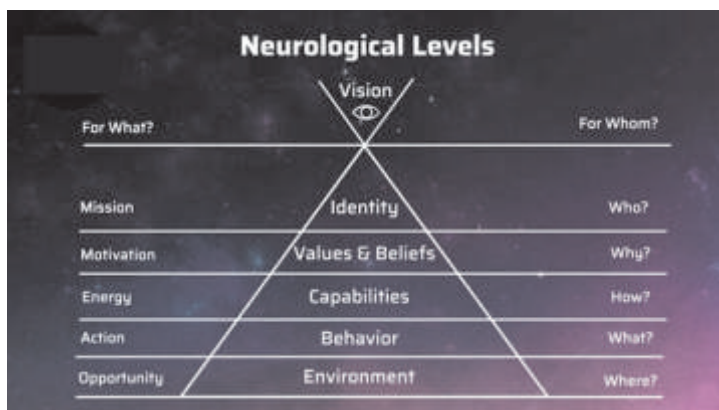 Neurological Levels
Vision
For What? For Whom?
Mission Identity Who?
Motivation Values & Beliefs Why?
Energy Capabilities How?
Action Behavior What?
Opportunity Environment Where?